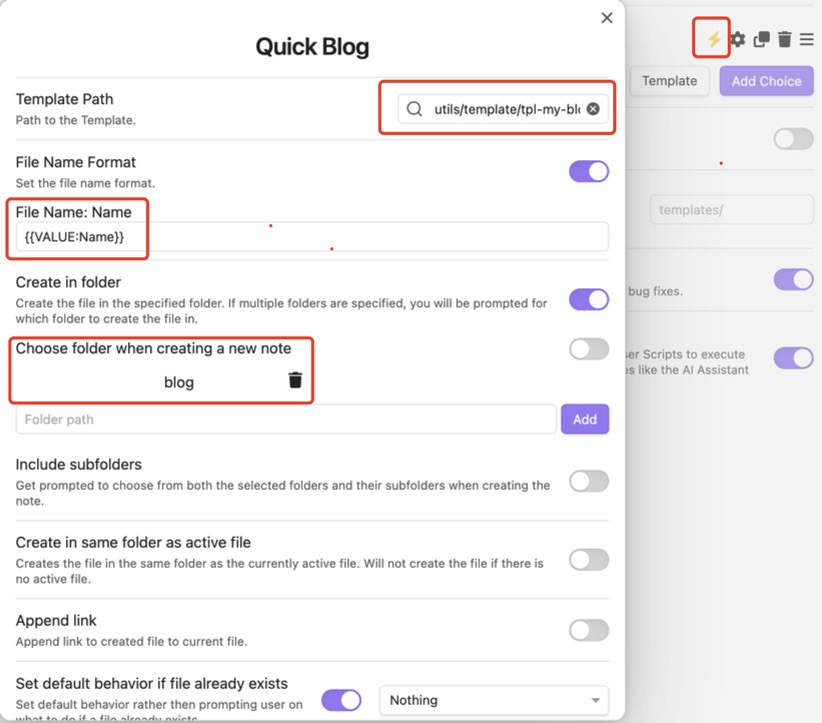 Quick Blog
Template Path
Path to the Template.
utils/template/tpl-my-blo
File Name Format
Set the file name format.
File Name: Name
{{VALUE:Name}}
Create in folder
Create the file in the specified folder. If multiple folders are specified, you will be prompted for
which folder to create the file in.
Choose folder when creating a new note
blog
Folder path
Add
Include subfolders
Get prompted to choose from both the selected folders and their subfolders when creating the
note.
Create in same folder as active file
Creates the file in the same folder as the currently active file. Will not create the file if there is
no active file.
Append link
Append link to created file to current file.
Set default behavior if file already exists
Set default behavior rather then prompting user on
what to do if a file already exists.
Nothing
Template
Add Choice
templates/
bug fixes.
ser Scripts to execute
es like the AI Assistant